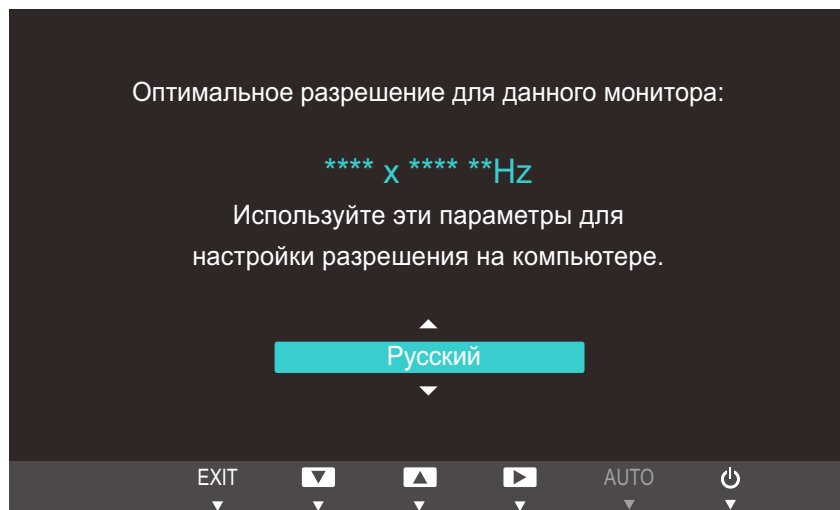 Оптимальное разрешение для данного монитора:
**** x **** **Hz
Используйте эти параметры для
настройки разрешения на компьютере.
Русский
EXIT AUTO